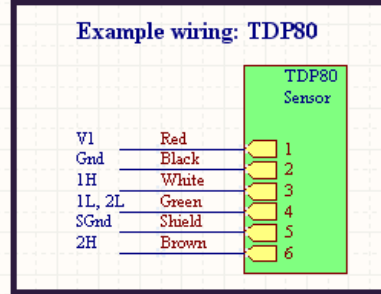 Example wiring: TDP80
TDP80
Sensor
V1 Red 1
Gnd Black 2
1H White 3
1L, 2L Green 4
SGnd Shield 5
2H Brown 6